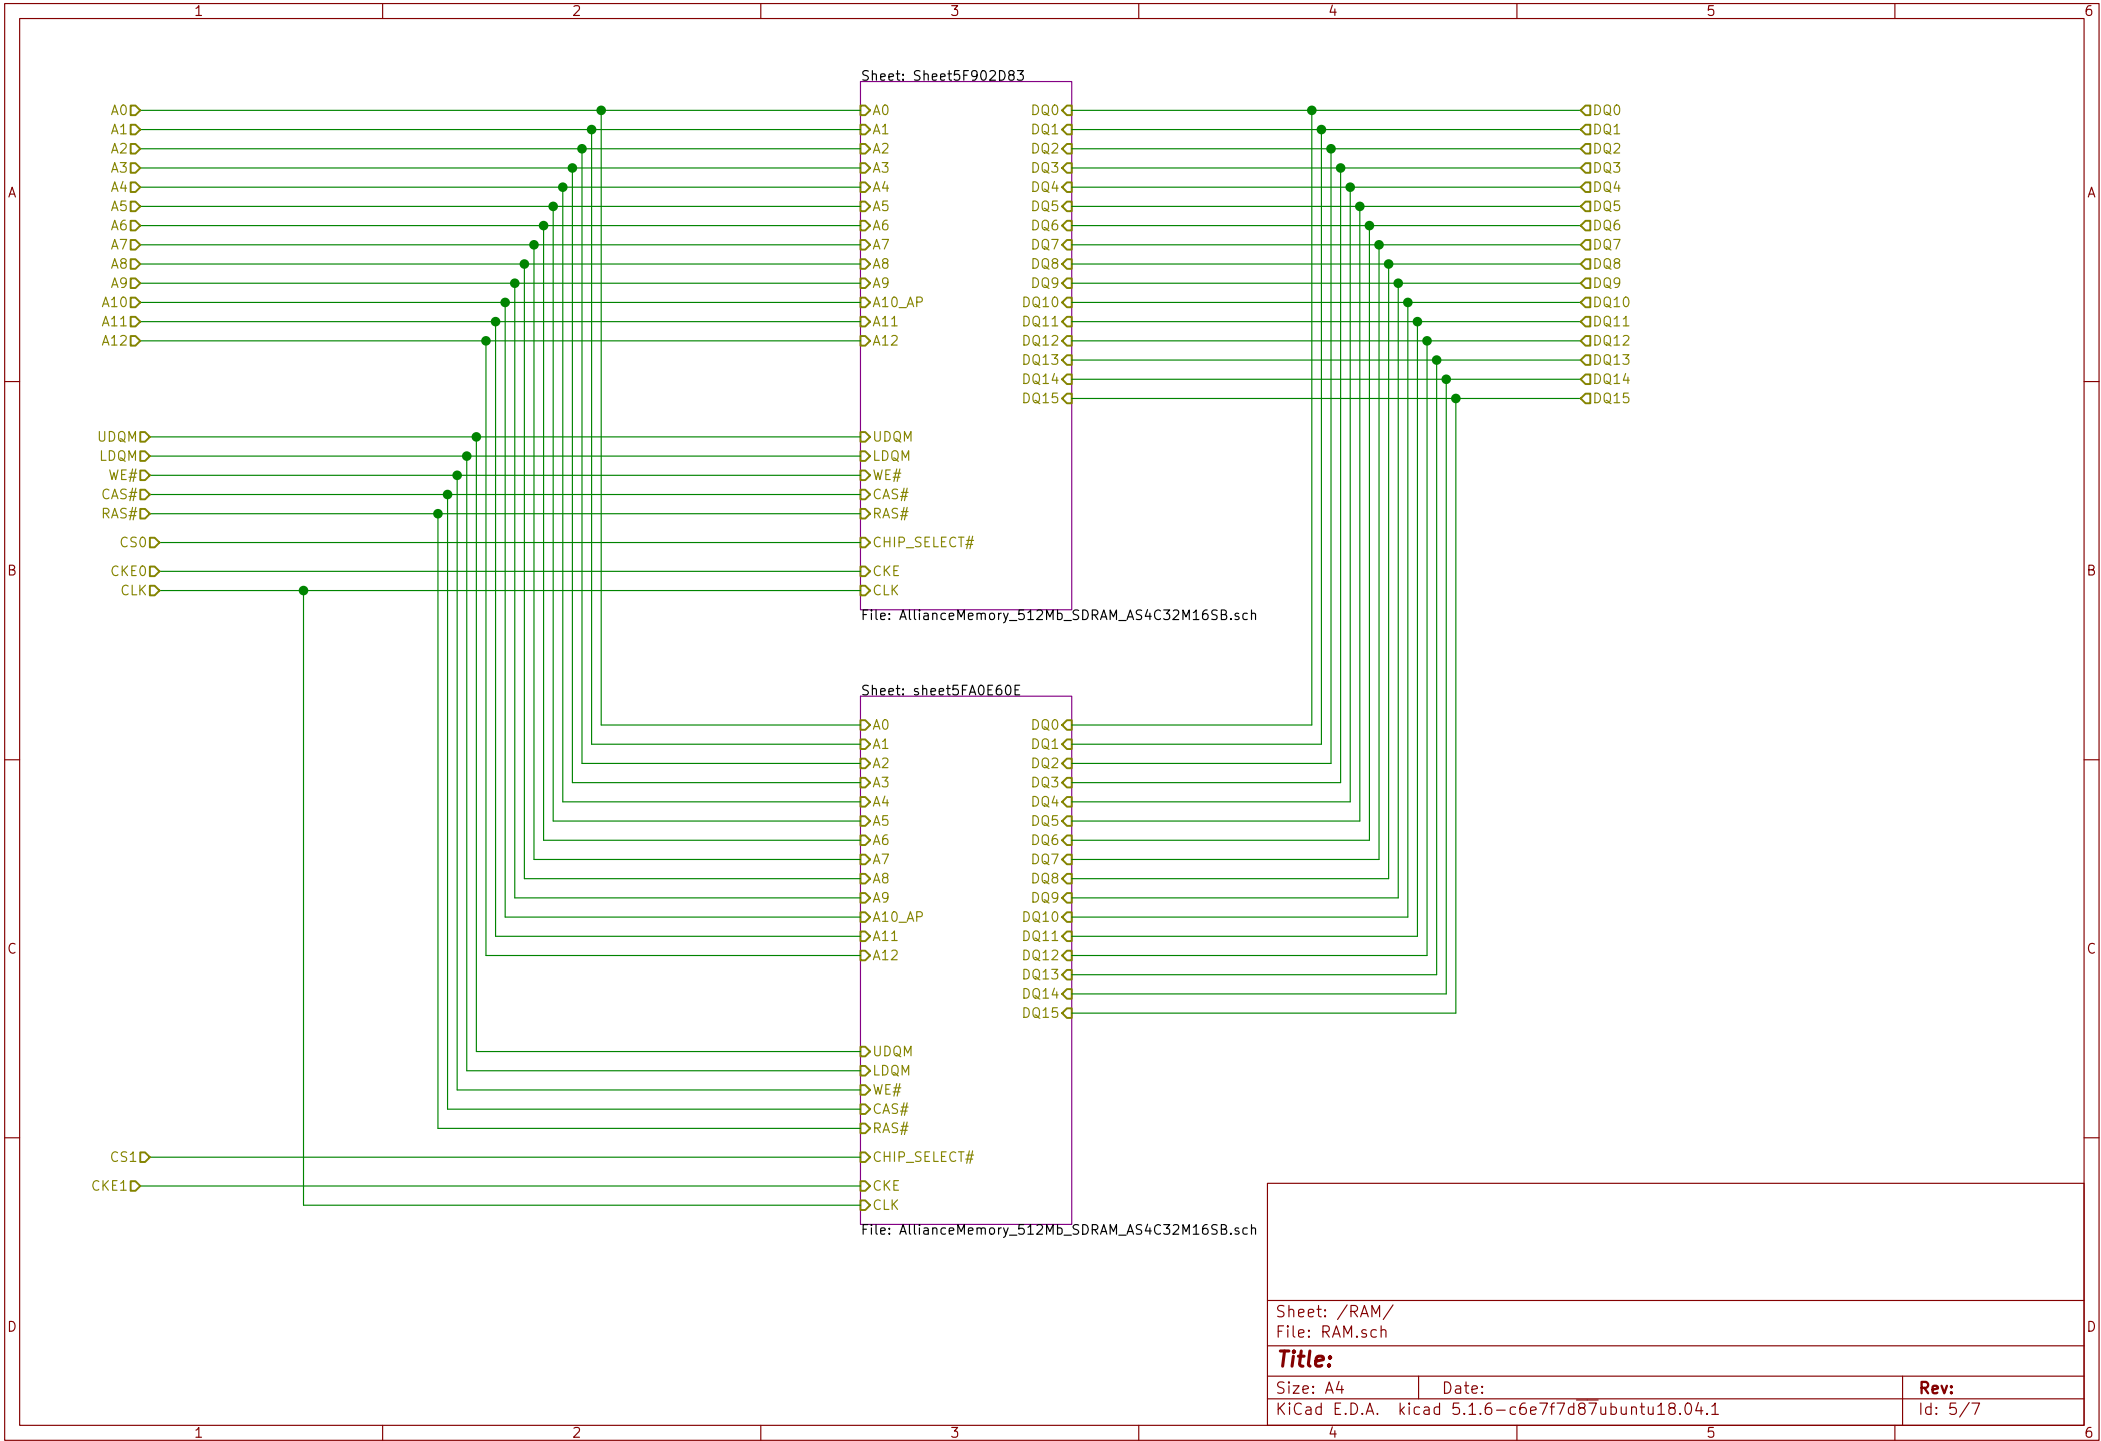 1 2 3 4 5 6
Sheet: Sheet5F902D83
A0 A0 DQ0 DQ0
A1 A1 DQ1 DQ1
A2 A2 DQ2 DQ2
A3 A3 DQ3 DQ3
A A4 A4 DQ4 DQ4 A
A5 A5 DQ5 DQ5
A6 A6 DQ6 DQ6
A7 A7 DQ7 DQ7
A8 A8 DQ8 DQ8
A9 A9 DQ9 DQ9
A10 A10_AP DQ10 DQ10
A11 A11 DQ11 DQ11
A12 A12 DQ12 DQ12
DQ13 DQ13
DQ14 DQ14
DQ15 DQ15
UDQM UDQM
LDQM LDQM
WE# WE#
CAS# CAS#
RAS# RAS#
CS0 CHIP_SELECT#
B CKE0 CKE B
CLK CLK
File: AllianceMemory_512Mb_SDRAM_AS4C32M16SB.sch
Sheet: sheet5FA0E60E
A0 DQ0
A1 DQ1
A2 DQ2
A3 DQ3
A4 DQ4
A5 DQ5
A6 DQ6
A7 DQ7
A8 DQ8
A9 DQ9
A10_AP DQ10
A11 DQ11
C A12 DQ12 C
DQ13
DQ14
DQ15
UDQM
LDQM
WE#
CAS#
RAS#
CS1 CHIP_SELECT#
CKE1 CKE
CLK
File: AllianceMemory_512Mb_SDRAM_AS4C32M16SB.sch
Sheet: /RAM/
D D
File: RAM.sch
Title:
Size: A4 Date: Rev:
KiCad E.D.A. kicad 5.1.6-c6e7f7d87ubuntu18.04.1 Id: 5/7
1 2 3 4 5 6